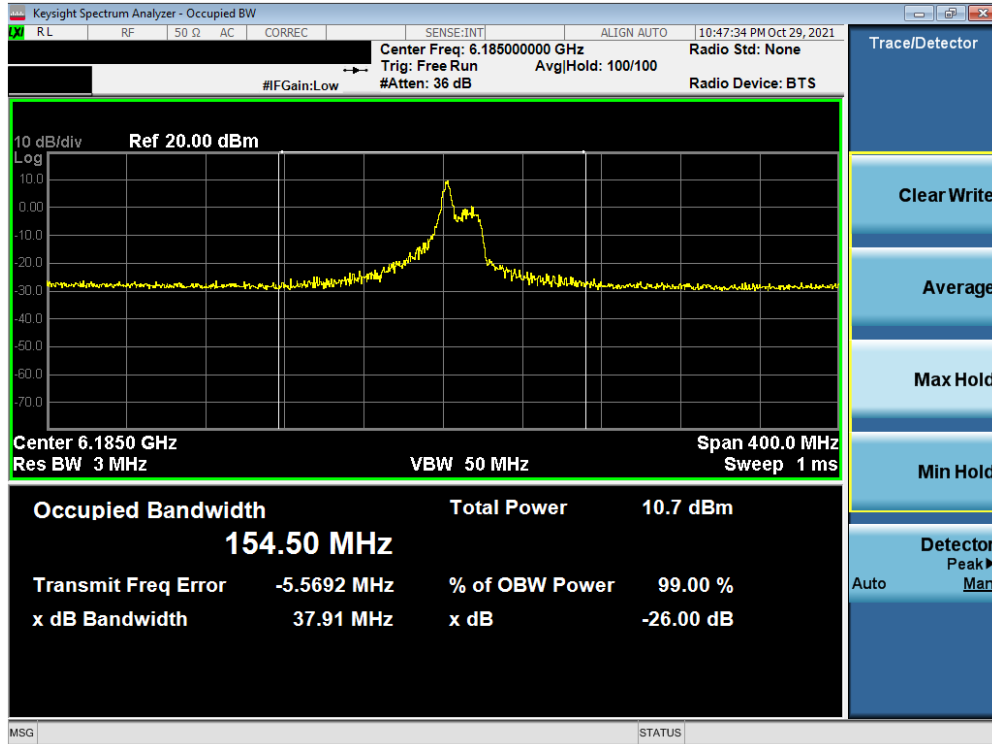 Keysight Spectrum Analyzer - Occupied BW
LXI RL RF 50 Ω AC CORREC SENSE:INT ALIGN AUTO 10:47:34 PM Oct 29, 2021
Center Freq: 6.185000000 GHz Radio Std: None
Trig: Free Run Avg|Hold: 100/100
#IFGain:Low #Atten: 36 dB Radio Device: BTS
Trace/Detector
10 dB/div Ref 20.00 dBm
Log
10.0
0.00
-10.0
-20.0
-30.0
-40.0
-50.0
-60.0
-70.0
Center 6.1850 GHz Span 400.0 MHz
Res BW 3 MHz VBW 50 MHz Sweep 1 ms
Occupied Bandwidth Total Power 10.7 dBm
154.50 MHz
Transmit Freq Error -5.5692 MHz % of OBW Power 99.00 %
x dB Bandwidth 37.91 MHz x dB -26.00 dB
Clear Write
Average
Max Hold
Min Hold
Detector
Peak▶
Auto Man
MSG STATUS